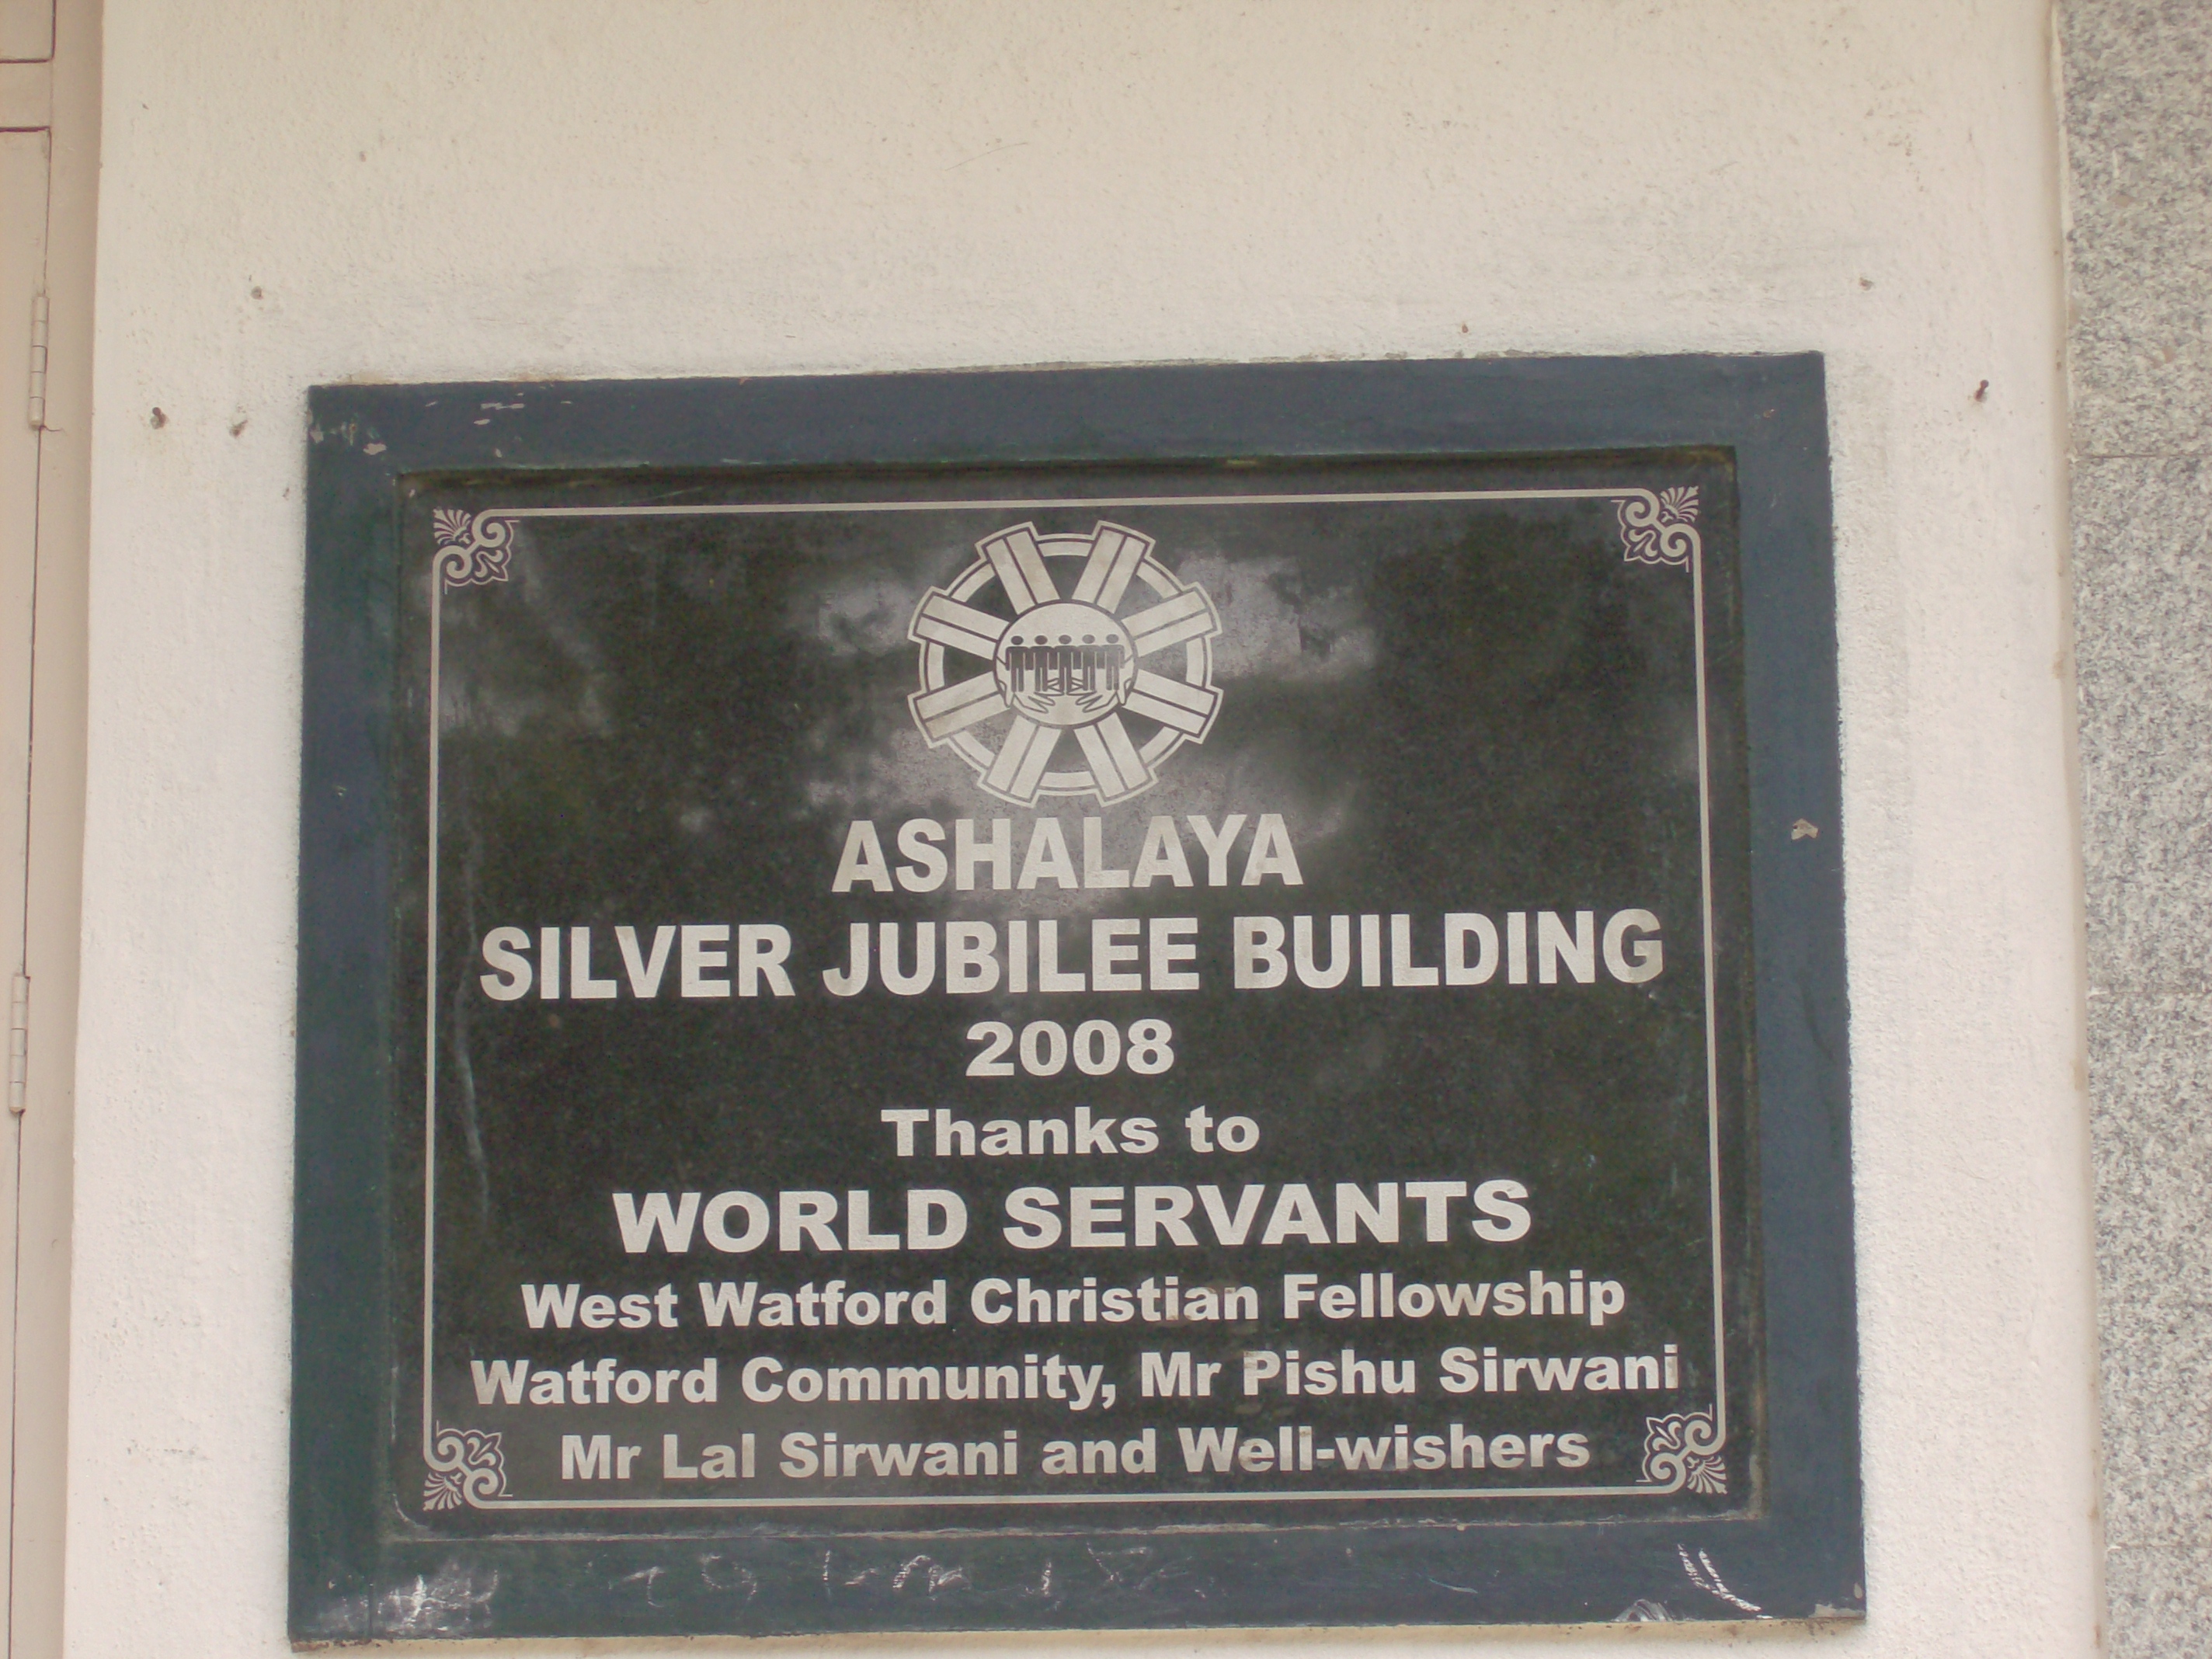 ASHALAYA
SILVER JUBILEE BUILDING
2008
Thanks to
WORLD SERVANTS
West Watford Christian Fellowship
Watford Community, Mr Pishu Sirwani
Mr Lal Sirwani and Well-wishers